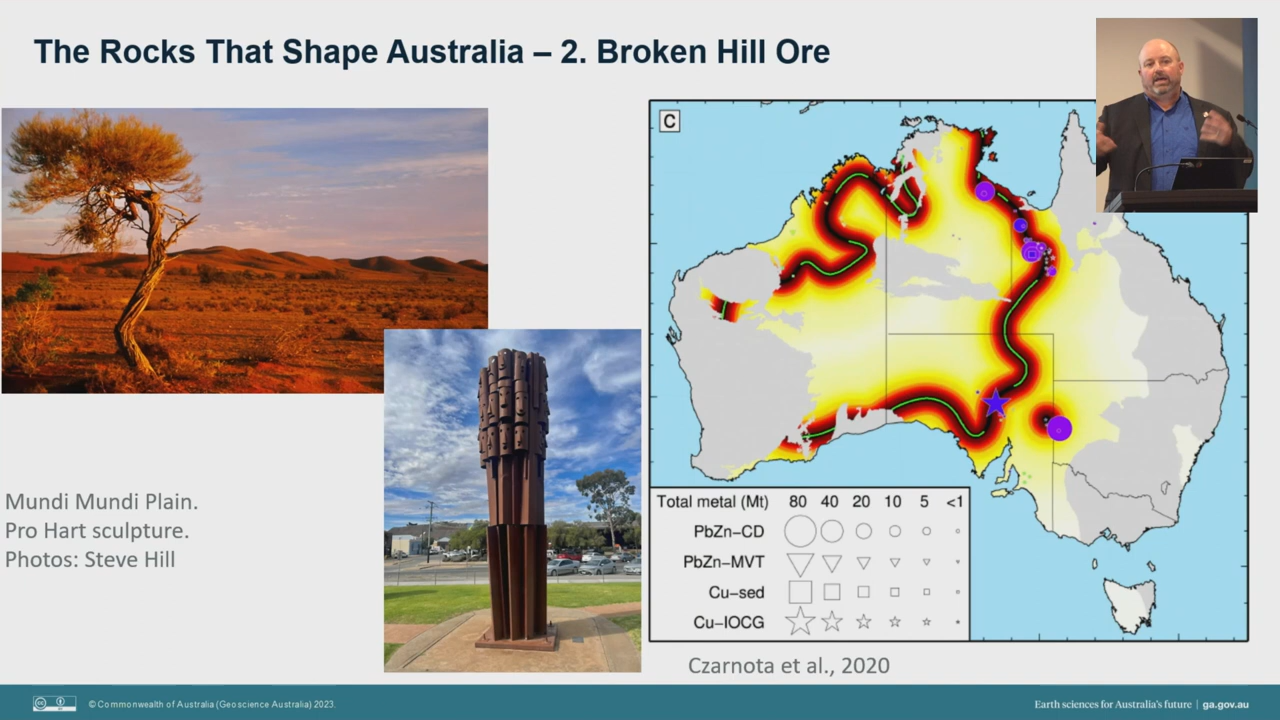 The Rocks That Shape Australia – 2. Broken Hill Ore
C
Mundi Mundi Plain.
Pro Hart sculpture.
Photos: Steve Hill
Total metal (Mt) 80 40 20 10 5 <1
PbZn–CD
PbZn–MVT
Cu–sed
Cu–IOCG
Czarnota et al., 2020
© Commonwealth of Australia (Geoscience Australia) 2023.
Earth sciences for Australia's future | ga.gov.au